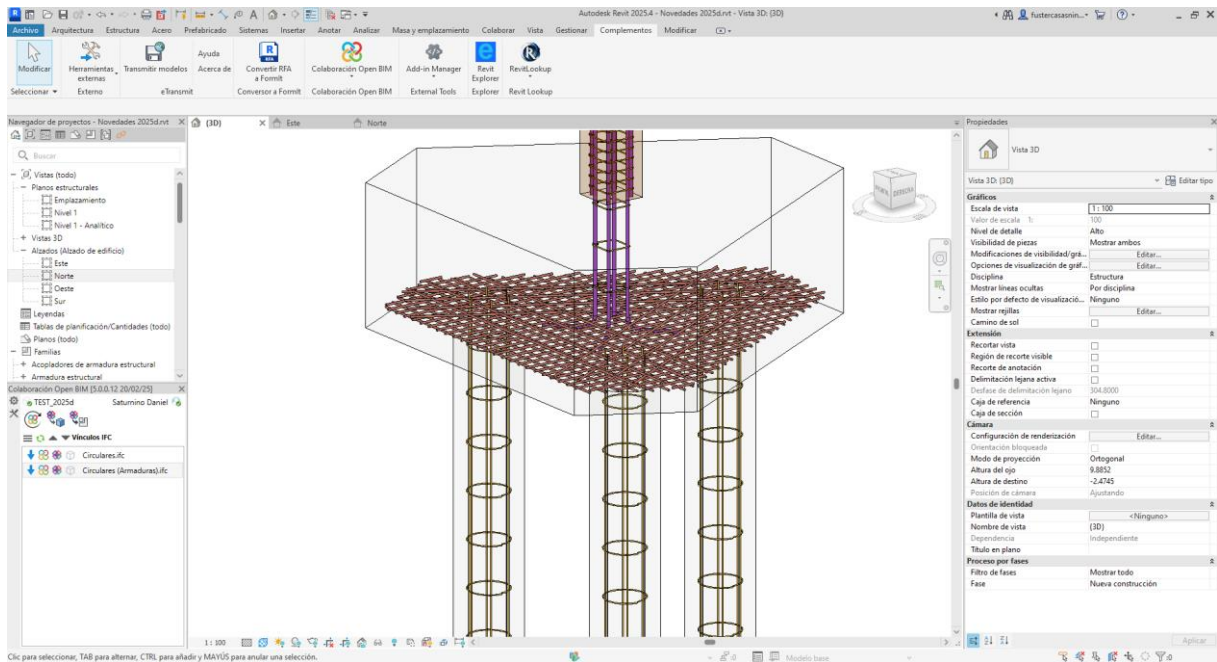 Autodesk Revit 2025.4 - Novedades 2025d.rvt - Vista 3D: {3D}
fustercasasnin...
Archivo Arquitectura Estructura Acero Prefabricado Sistemas Insertar Anotar Analizar Masa y emplazamiento Colaborar Vista Gestionar Complementos Modificar
Modificar
Herramientas externas
Transmitir modelos
Ayuda
Acerca de
Convertir RFA a FormIt
Colaboración Open BIM
Add-in Manager
Revit Explorer
RevitLookup
Seleccionar
Externo
eTransmit
Conversor a FormIt
Colaboración Open BIM
External Tools
Explorer
Revit Lookup
Navegador de proyectos - Novedades 2025d.rvt
{3D}
Este
Norte
Buscar
Vistas (todo)
Planos estructurales
Emplazamiento
Nivel 1
Nivel 1 - Analítico
Vistas 3D
Alzados (Alzado de edificio)
Este
Norte
Oeste
Sur
Leyendas
Tablas de planificación/Cantidades (todo)
Planos (todo)
Familias
Acopladores de armadura estructural
Armadura estructural
Colaboración Open BIM [5.0.0.12 20/02/25]
TEST_2025d Saturnino Daniel
Vínculos IFC
Circulares.ifc
Circulares (Armaduras).ifc
DERECHA
Propiedades
Vista 3D
Vista 3D: {3D} Editar tipo
Gráficos
Escala de vista 1 : 100
Valor de escala 1: 100
Nivel de detalle Alto
Visibilidad de piezas Mostrar ambos
Modificaciones de visibilidad/grá... Editar...
Opciones de visualización de gráf... Editar...
Disciplina Estructura
Mostrar líneas ocultas Por disciplina
Estilo por defecto de visualizació... Ninguno
Mostrar rejillas Editar...
Camino de sol
Extensión
Recortar vista
Región de recorte visible
Recorte de anotación
Delimitación lejana activa
Desfase de delimitación lejano 304.8000
Caja de referencia Ninguno
Caja de sección
Cámara
Configuración de renderización Editar...
Orientación bloqueada
Modo de proyección Ortogonal
Altura del ojo 9.8852
Altura de destino -2.4745
Posición de cámara Ajustando
Datos de identidad
Plantilla de vista <Ninguno>
Nombre de vista {3D}
Dependencia Independiente
Título en plano
Proceso por fases
Filtro de fases Mostrar todo
Fase Nueva construcción
Aplicar
1 : 100
Clic para seleccionar, TAB para alternar, CTRL para añadir y MAYÚS para anular una selección.
:0
Modelo base
:0